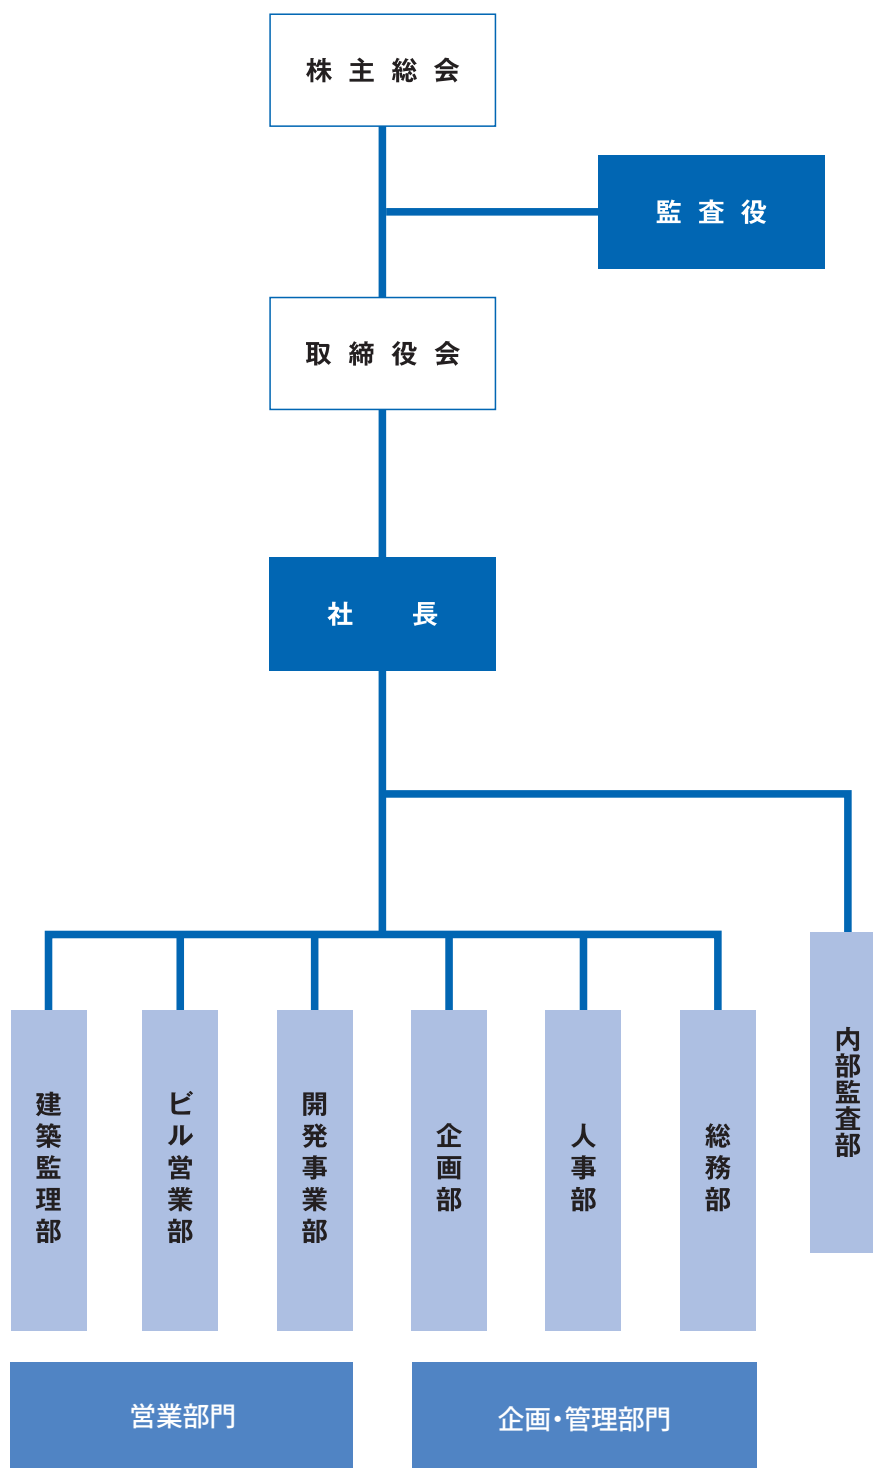 株主総会
監査役
取締役会
社長
内部監査部
建築監理部
ビル営業部
開発事業部
企画部
人事部
総務部
営業部門
企画・管理部門